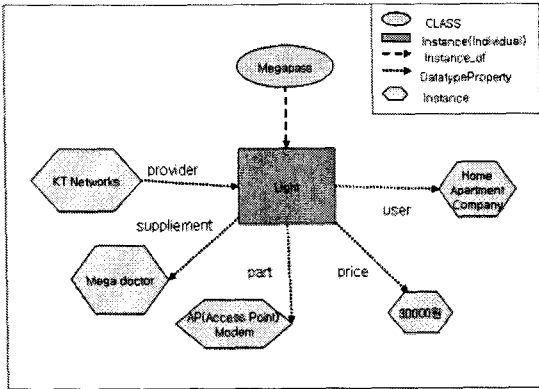 CLASS
Instance(Individual)
Instance_of
DatatypeProperty
Instance
Megapass
KT Networks
provider
Light
Home
Apartment
Company
user
suppliement
Mega doctor
part
price
AP(Access Point)
Modem
30000원